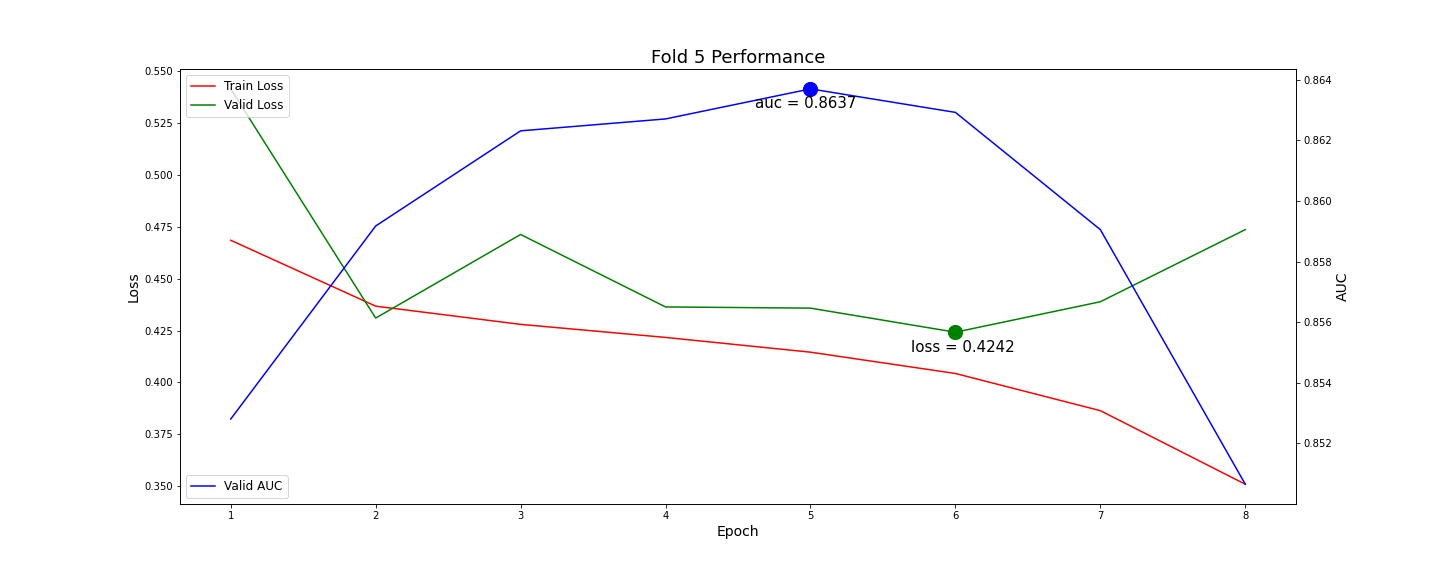 Fold 5 Performance
Train Loss
Valid Loss
auc = 0.8637
loss = 0.4242
Valid AUC
Loss
0.550
0.525
0.500
0.475
0.450
0.425
0.400
0.375
0.350
AUC
0.864
0.862
0.860
0.858
0.856
0.854
0.852
1 2 3 4 5 6 7 8
Epoch